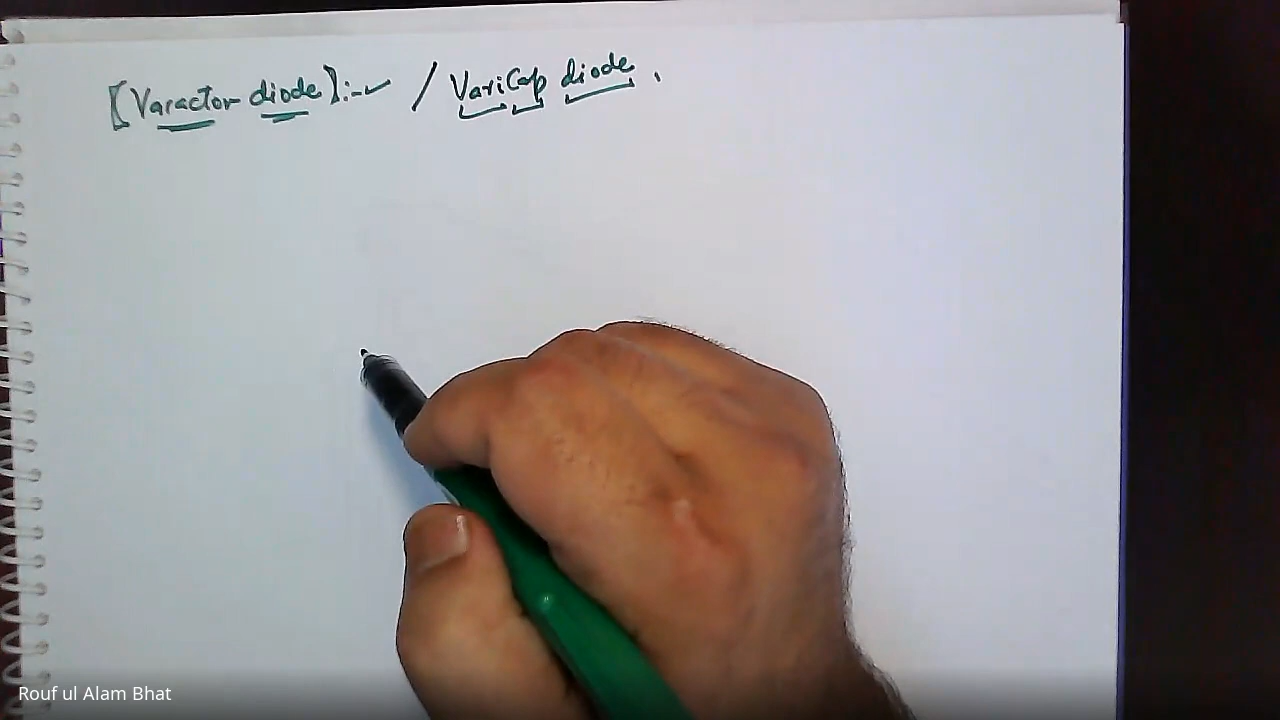 [Varactor diode]:- / VariCap diode.
Rouf ul Alam Bhat